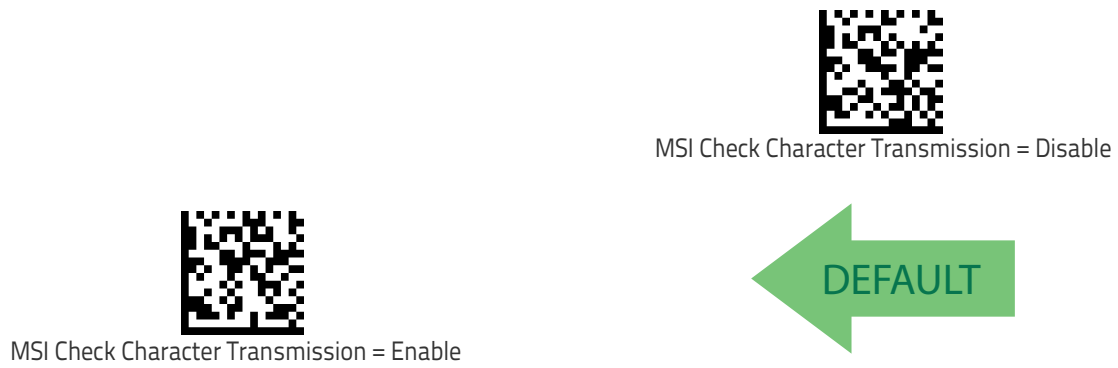 MSI Check Character Transmission = Disable
DEFAULT
MSI Check Character Transmission = Enable